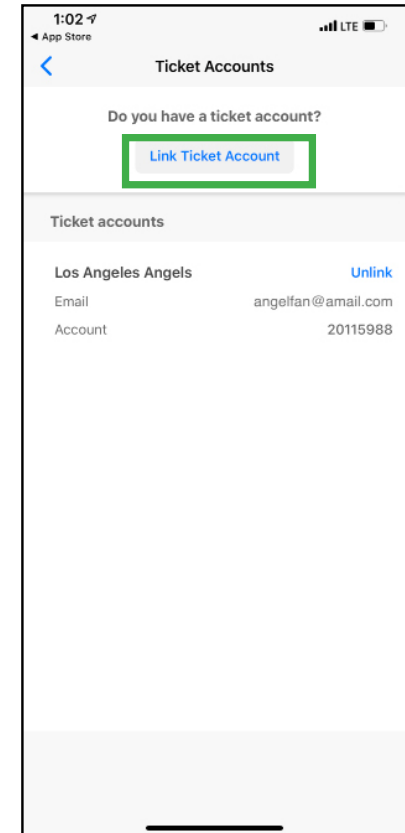 1:02 LTE
◀ App Store
Ticket Accounts
Do you have a ticket account?
Link Ticket Account
Ticket accounts
Los Angeles Angels Unlink
Email angelfan@amail.com
Account 20115988